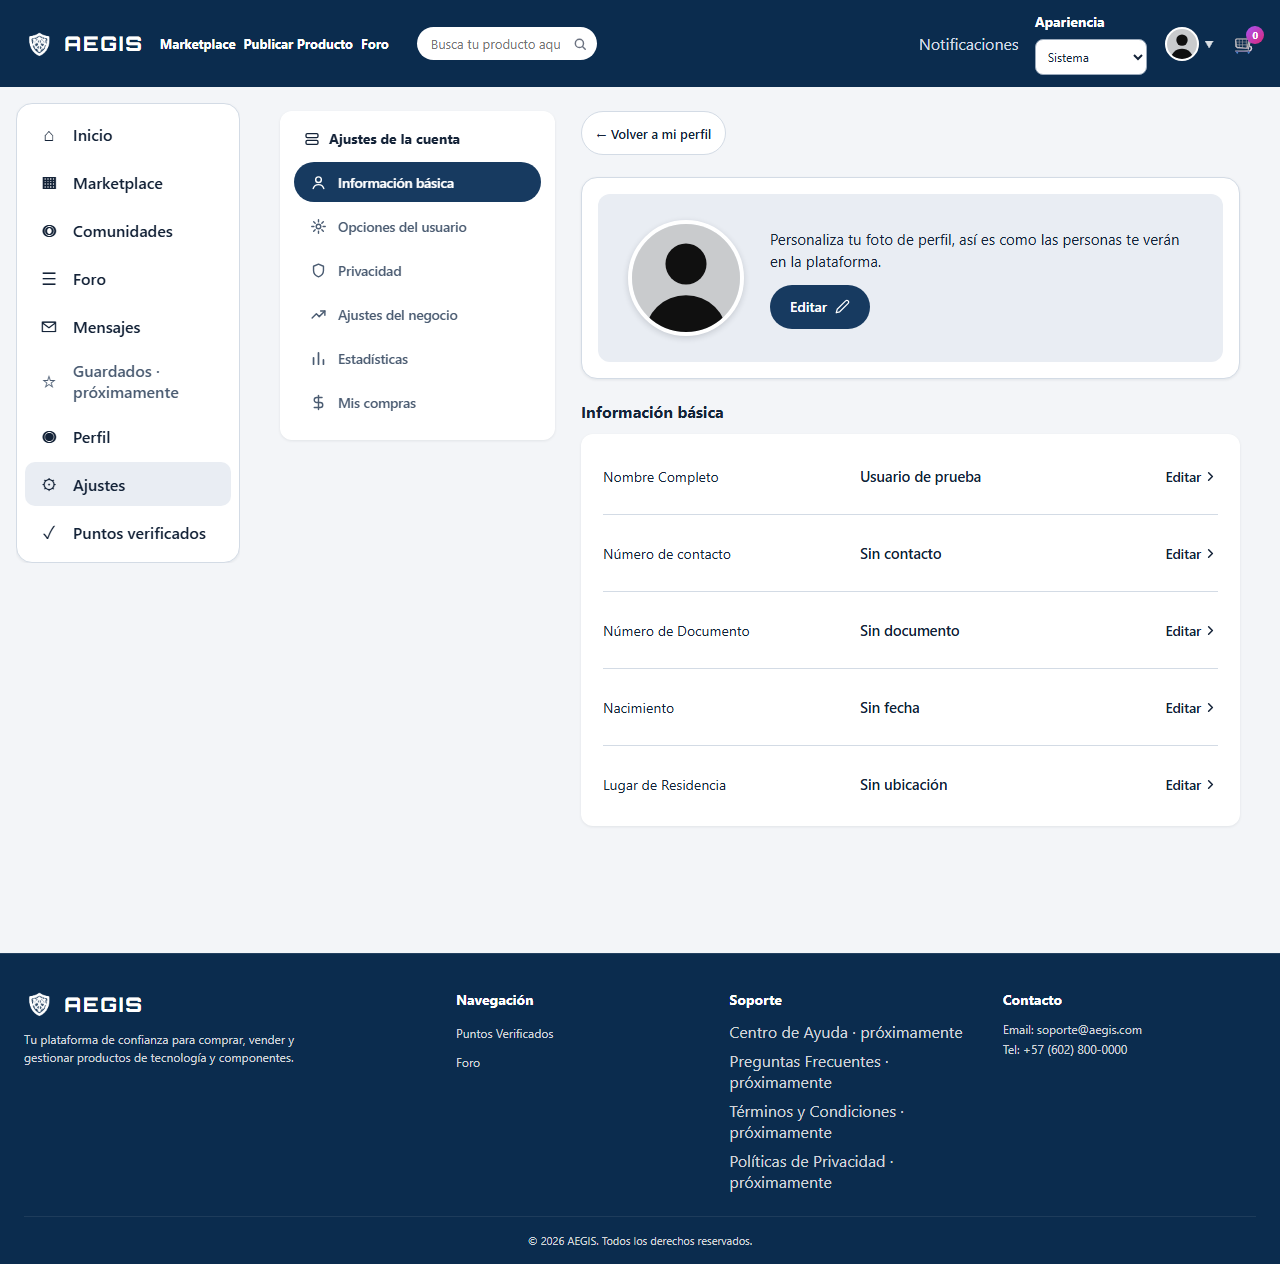 AEGIS
Marketplace
Publicar Producto
Foro
Busca tu producto aqu
Notificaciones
Apariencia
Sistema
0
Inicio
Marketplace
Comunidades
Foro
Mensajes
Guardados ·
próximamente
Perfil
Ajustes
Puntos verificados
Ajustes de la cuenta
Información básica
Opciones del usuario
Privacidad
Ajustes del negocio
Estadísticas
Mis compras
← Volver a mi perfil
Personaliza tu foto de perfil, así es como las personas te verán
en la plataforma.
Editar
Información básica
Nombre Completo
Usuario de prueba
Editar
Número de contacto
Sin contacto
Editar
Número de Documento
Sin documento
Editar
Nacimiento
Sin fecha
Editar
Lugar de Residencia
Sin ubicación
Editar
AEGIS
Tu plataforma de confianza para comprar, vender y
gestionar productos de tecnología y componentes.
Navegación
Puntos Verificados
Foro
Soporte
Centro de Ayuda · próximamente
Preguntas Frecuentes ·
próximamente
Términos y Condiciones ·
próximamente
Políticas de Privacidad ·
próximamente
Contacto
Email: soporte@aegis.com
Tel: +57 (602) 800-0000
© 2026 AEGIS. Todos los derechos reservados.